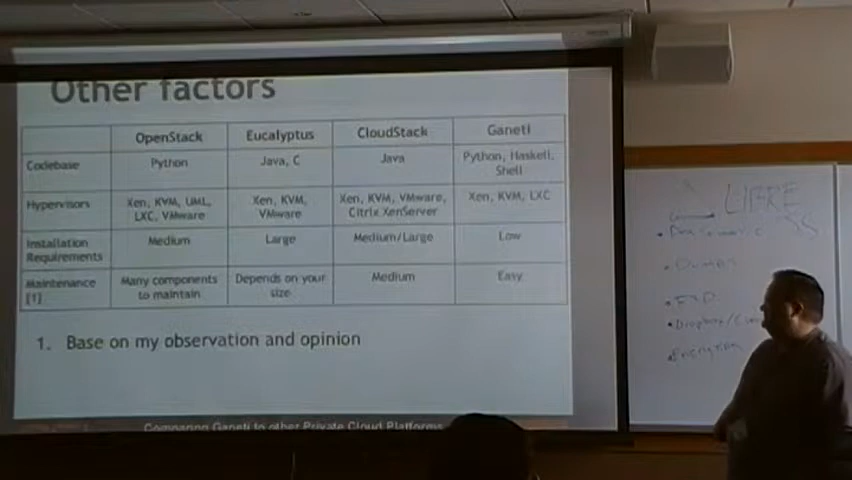 Other factors
OpenStack Eucalyptus CloudStack Ganeti
Codebase Python Java, C Java Python, Haskell, Shell
Hypervisors Xen, KVM, UML, LXC, VMware Xen, KVM, VMware Xen, KVM, VMware, Citrix XenServer Xen, KVM, LXC
Installation Requirements Medium Large Medium/Large Low
Maintenance [1] Many components to maintain Depends on your size Medium Easy
1. Base on my observation and opinion
Comparing Ganeti to other Private Cloud Platforms
LIBRE
Dropbox/
Encryption